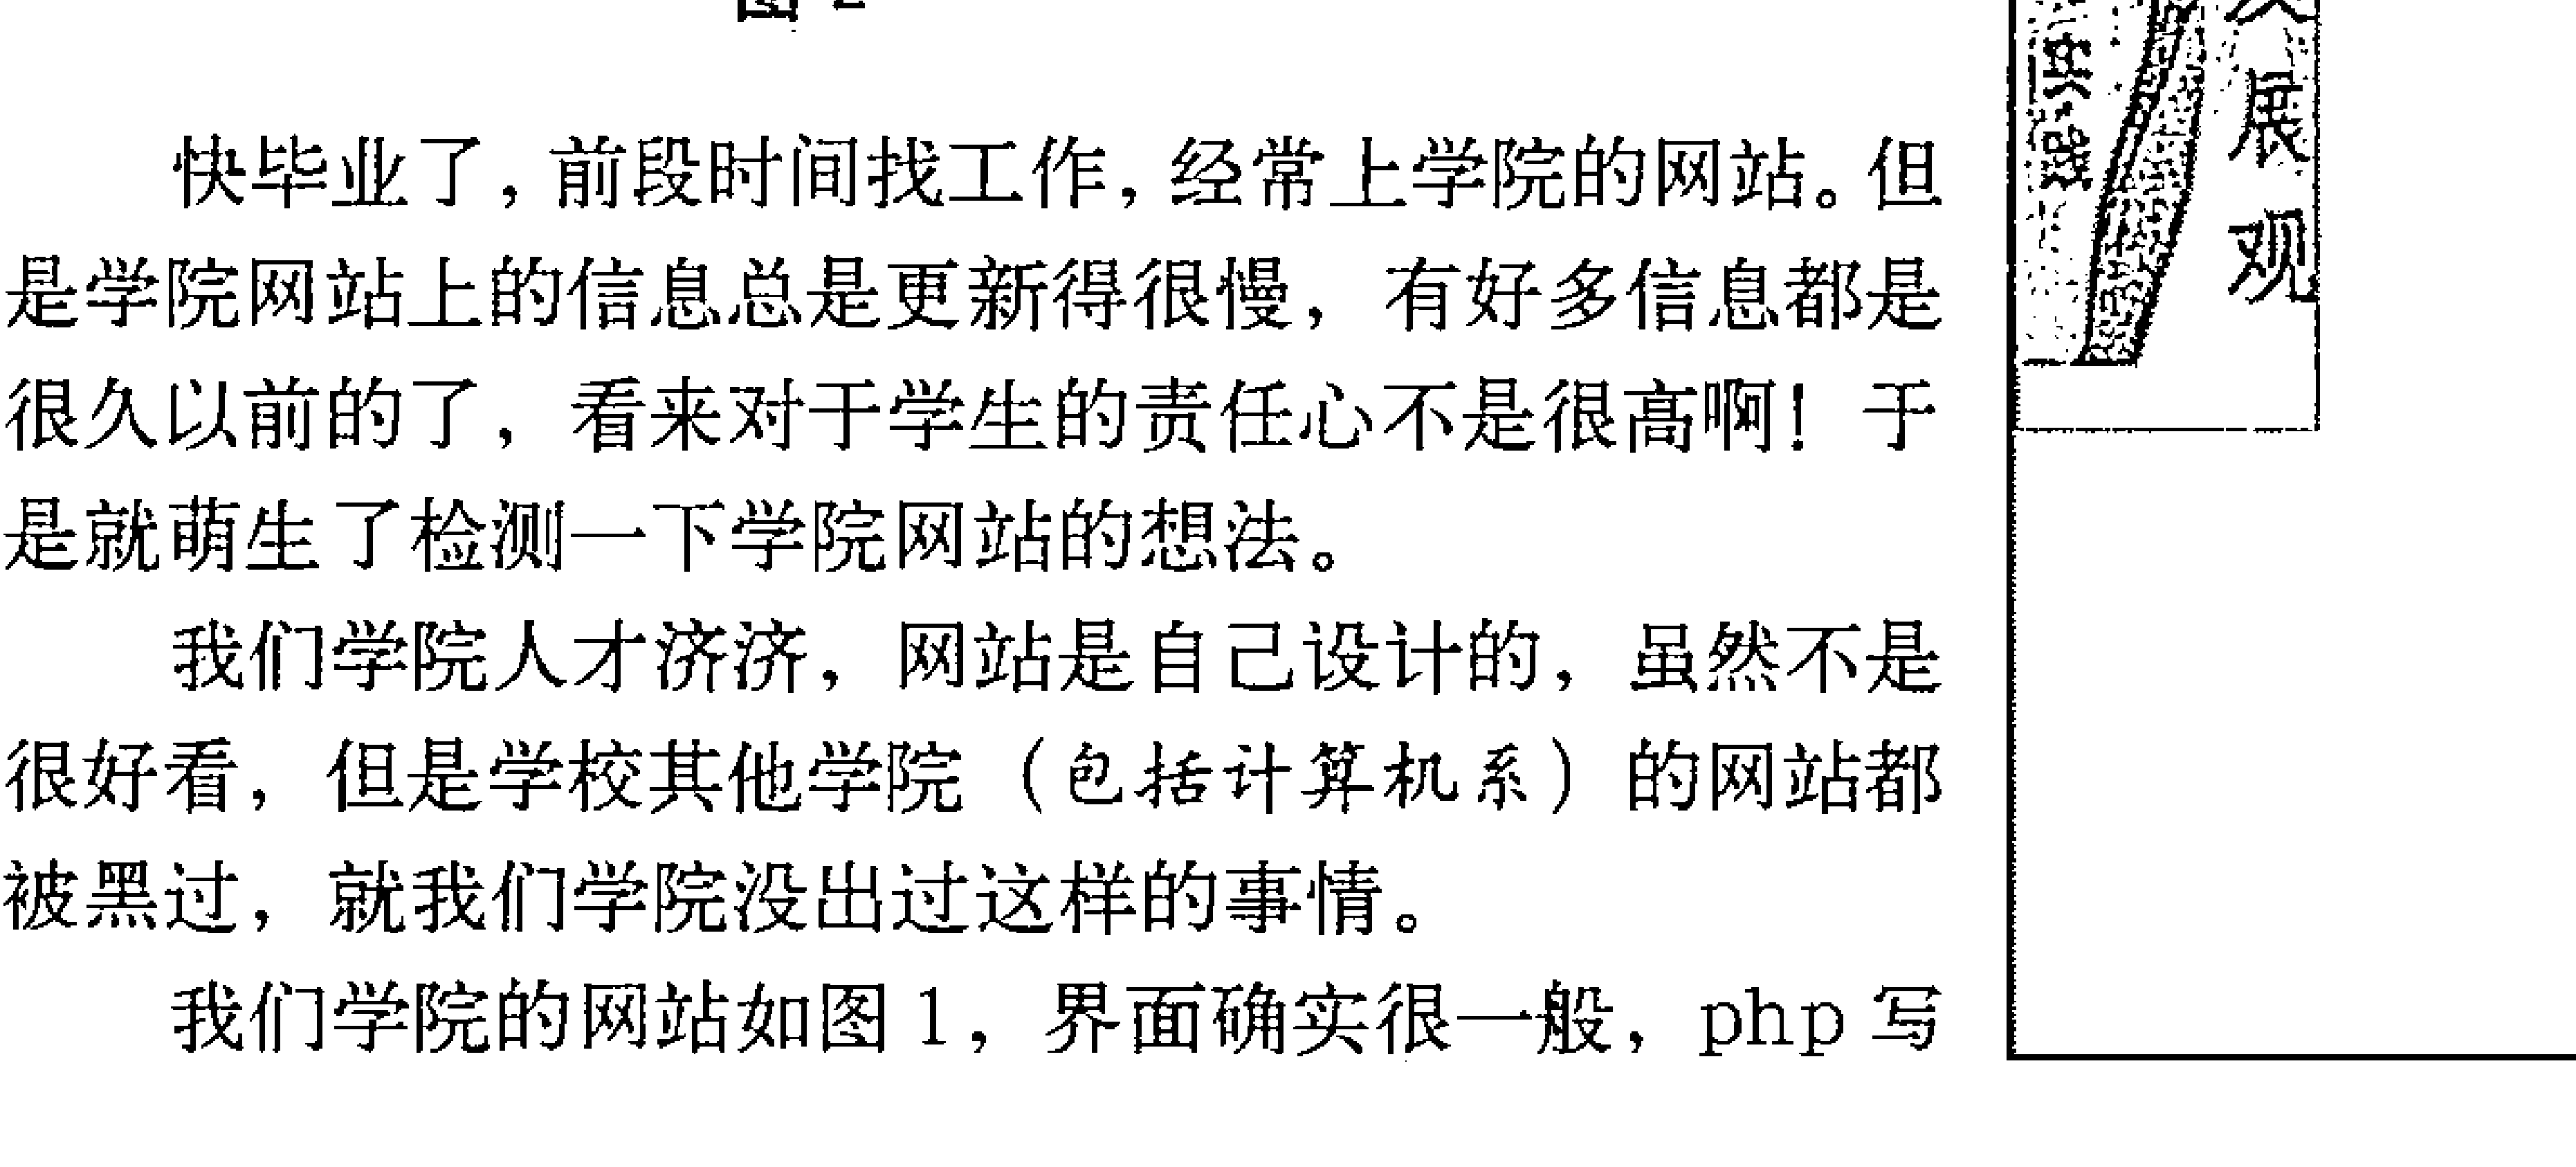 快毕业了，前段时间找工作，经常上学院的网站。但
是学院网站上的信息总是更新得很慢，有好多信息都是
很久以前的了，看来对于学生的责任心不是很高啊！于
是就萌生了检测一下学院网站的想法。
我们学院人才济济，网站是自己设计的，虽然不是
很好看，但是学校其他学院（包括计算机系）的网站都
被黑过，就我们学院没出过这样的事情。
我们学院的网站如图1，界面确实很一般，php写
展
观